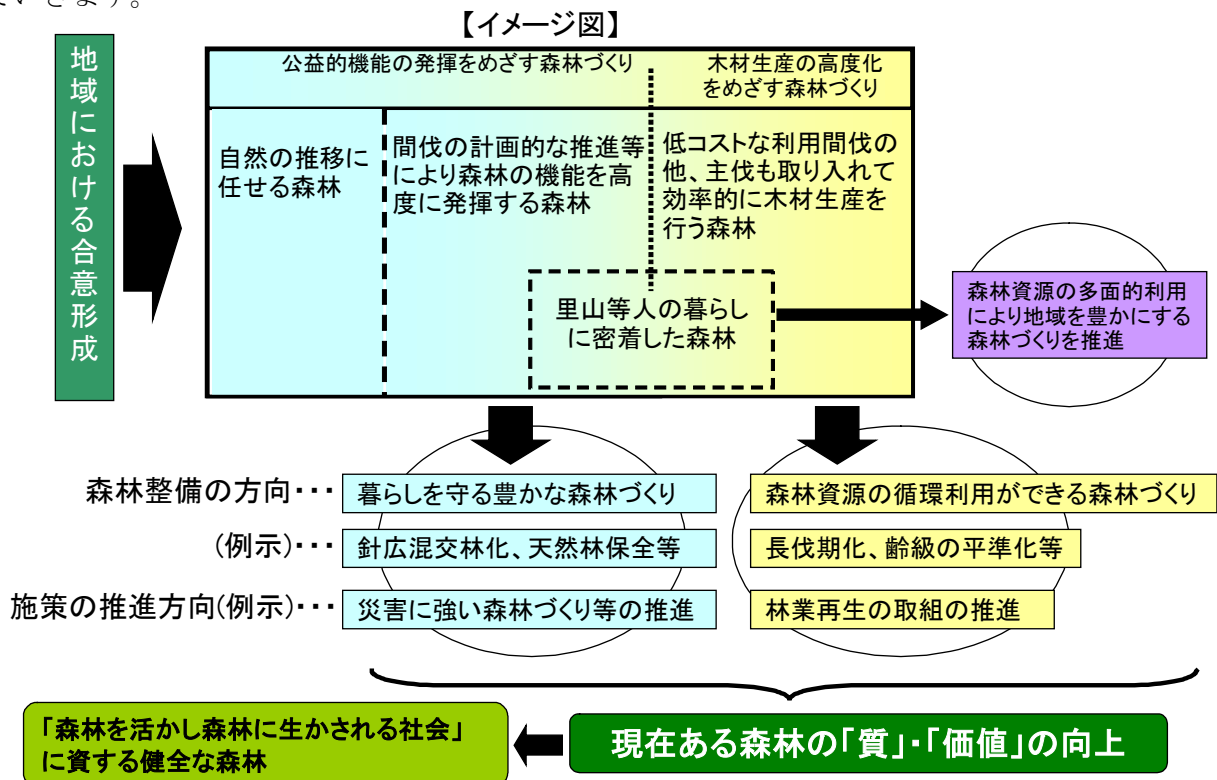 ていきます。
【イメージ図】
地域における合意形成
公益的機能の発揮をめざす森林づくり
木材生産の高度化
をめざす森林づくり
自然の推移に
任せる森林
間伐の計画的な推進等
により森林の機能を高
度に発揮する森林
低コストな利用間伐の
他、主伐も取り入れて
効率的に木材生産を
行う森林
里山等人の暮らし
に密着した森林
森林資源の多面的利用
により地域を豊かにする
森林づくりを推進
森林整備の方向・・・
暮らしを守る豊かな森林づくり
森林資源の循環利用ができる森林づくり
(例示)・・・
針広混交林化、天然林保全等
長伐期化、齢級の平準化等
施策の推進方向(例示)・・・
災害に強い森林づくり等の推進
林業再生の取組の推進
「森林を活かし森林に生かされる社会」
に資する健全な森林
現在ある森林の「質」・「価値」の向上